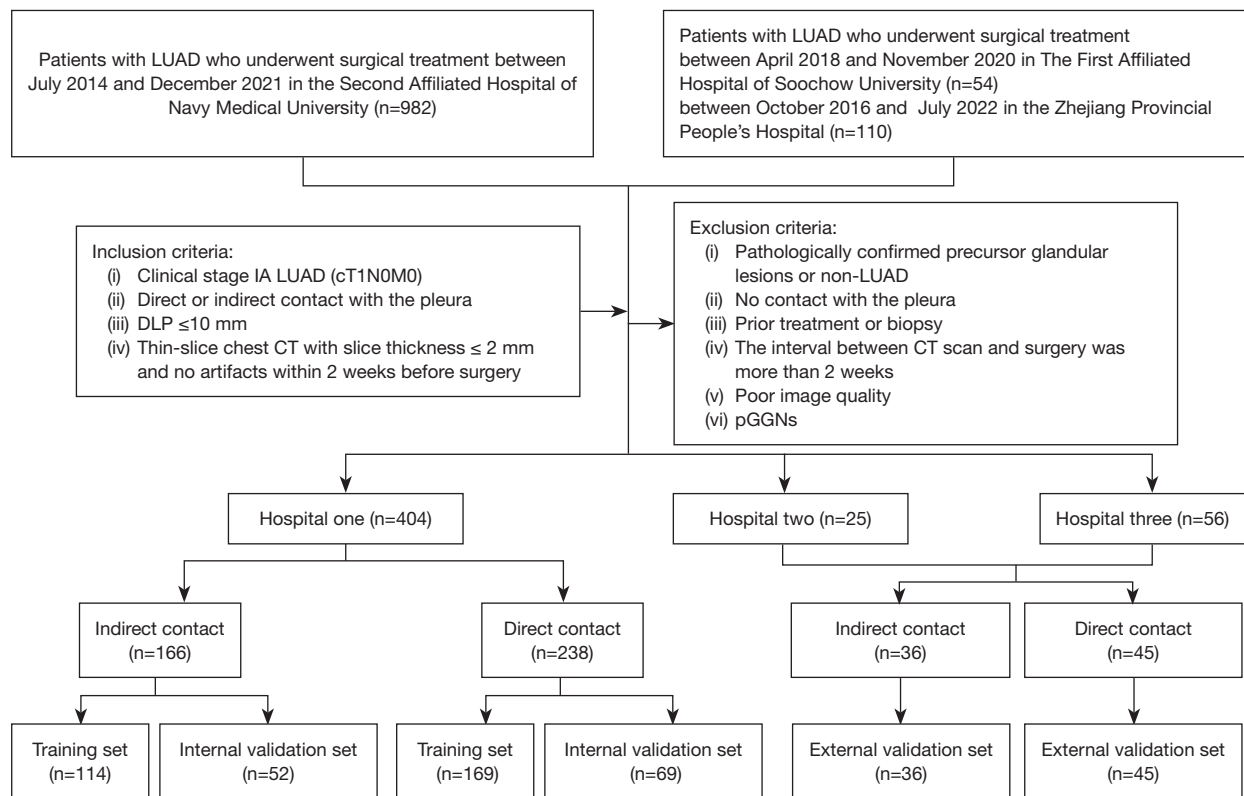 Patients with LUAD who underwent surgical treatment between
July 2014 and December 2021 in the Second Affiliated Hospital of
Navy Medical University (n=982)
Patients with LUAD who underwent surgical treatment
between April 2018 and November 2020 in The First Affiliated
Hospital of Soochow University (n=54)
between October 2016 and July 2022 in the Zhejiang Provincial
People’s Hospital (n=110)
Inclusion criteria:
(i) Clinical stage IA LUAD (cT1N0M0)
(ii) Direct or indirect contact with the pleura
(iii) DLP ≤10 mm
(iv) Thin-slice chest CT with slice thickness ≤ 2 mm
and no artifacts within 2 weeks before surgery
Exclusion criteria:
(i) Pathologically confirmed precursor glandular
lesions or non-LUAD
(ii) No contact with the pleura
(iii) Prior treatment or biopsy
(iv) The interval between CT scan and surgery was
more than 2 weeks
(v) Poor image quality
(vi) pGGNs
Hospital one (n=404)
Hospital two (n=25)
Hospital three (n=56)
Indirect contact
(n=166)
Direct contact
(n=238)
Indirect contact
(n=36)
Direct contact
(n=45)
Training set
(n=114)
Internal validation set
(n=52)
Training set
(n=169)
Internal validation set
(n=69)
External validation set
(n=36)
External validation set
(n=45)